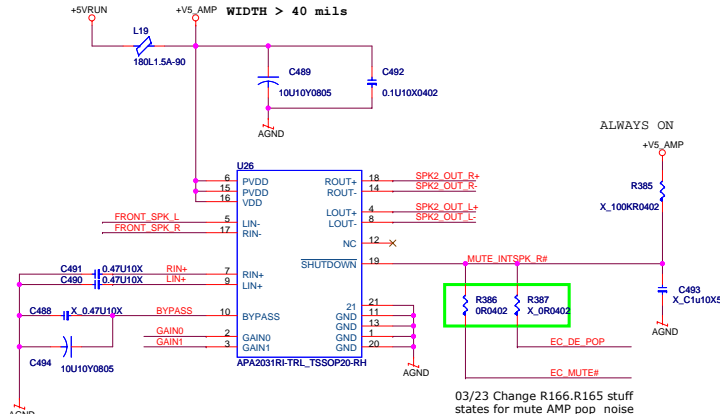 +5VRUN
+V5_AMP
WIDTH > 40 mils
L19
180L1.5A-90
C489
10U10Y0805
C492
0.1U10X0402
AGND
ALWAYS ON
+V5_AMP
R385
X_100KR0402
U26
6 PVDD
15 PVDD
16 VDD
ROUT+ 18 SPK2_OUT_R+
ROUT- 14 SPK2_OUT_R-
LOUT+ 4 SPK2_OUT_L+
LOUT- 8 SPK2_OUT_L-
FRONT_SPK_L 5 LIN-
FRONT_SPK_R 17 RIN-
NC 12
SHUTDOWN 19 MUTE_INTSPK_R#
C491 0.47U10X RIN+ 7 RIN+
C490 0.47U10X LIN+ 9 LIN+
C488 X_0.47U10X BYPASS 10 BYPASS
C494
10U10Y0805
GAIN0 2 GAIN0
GAIN1 3 GAIN1
21 21
GND 11
GND 13
GND 1
GND 20
APA2031RI-TRL_TSSOP20-RH
AGND
AGND
R386
0R0402
R387
X_0R0402
C493
X_C1u10X5
AGND
EC_DE_POP
EC_MUTE#
03/23 Change R166.R165 stuff
states for mute AMP pop noise